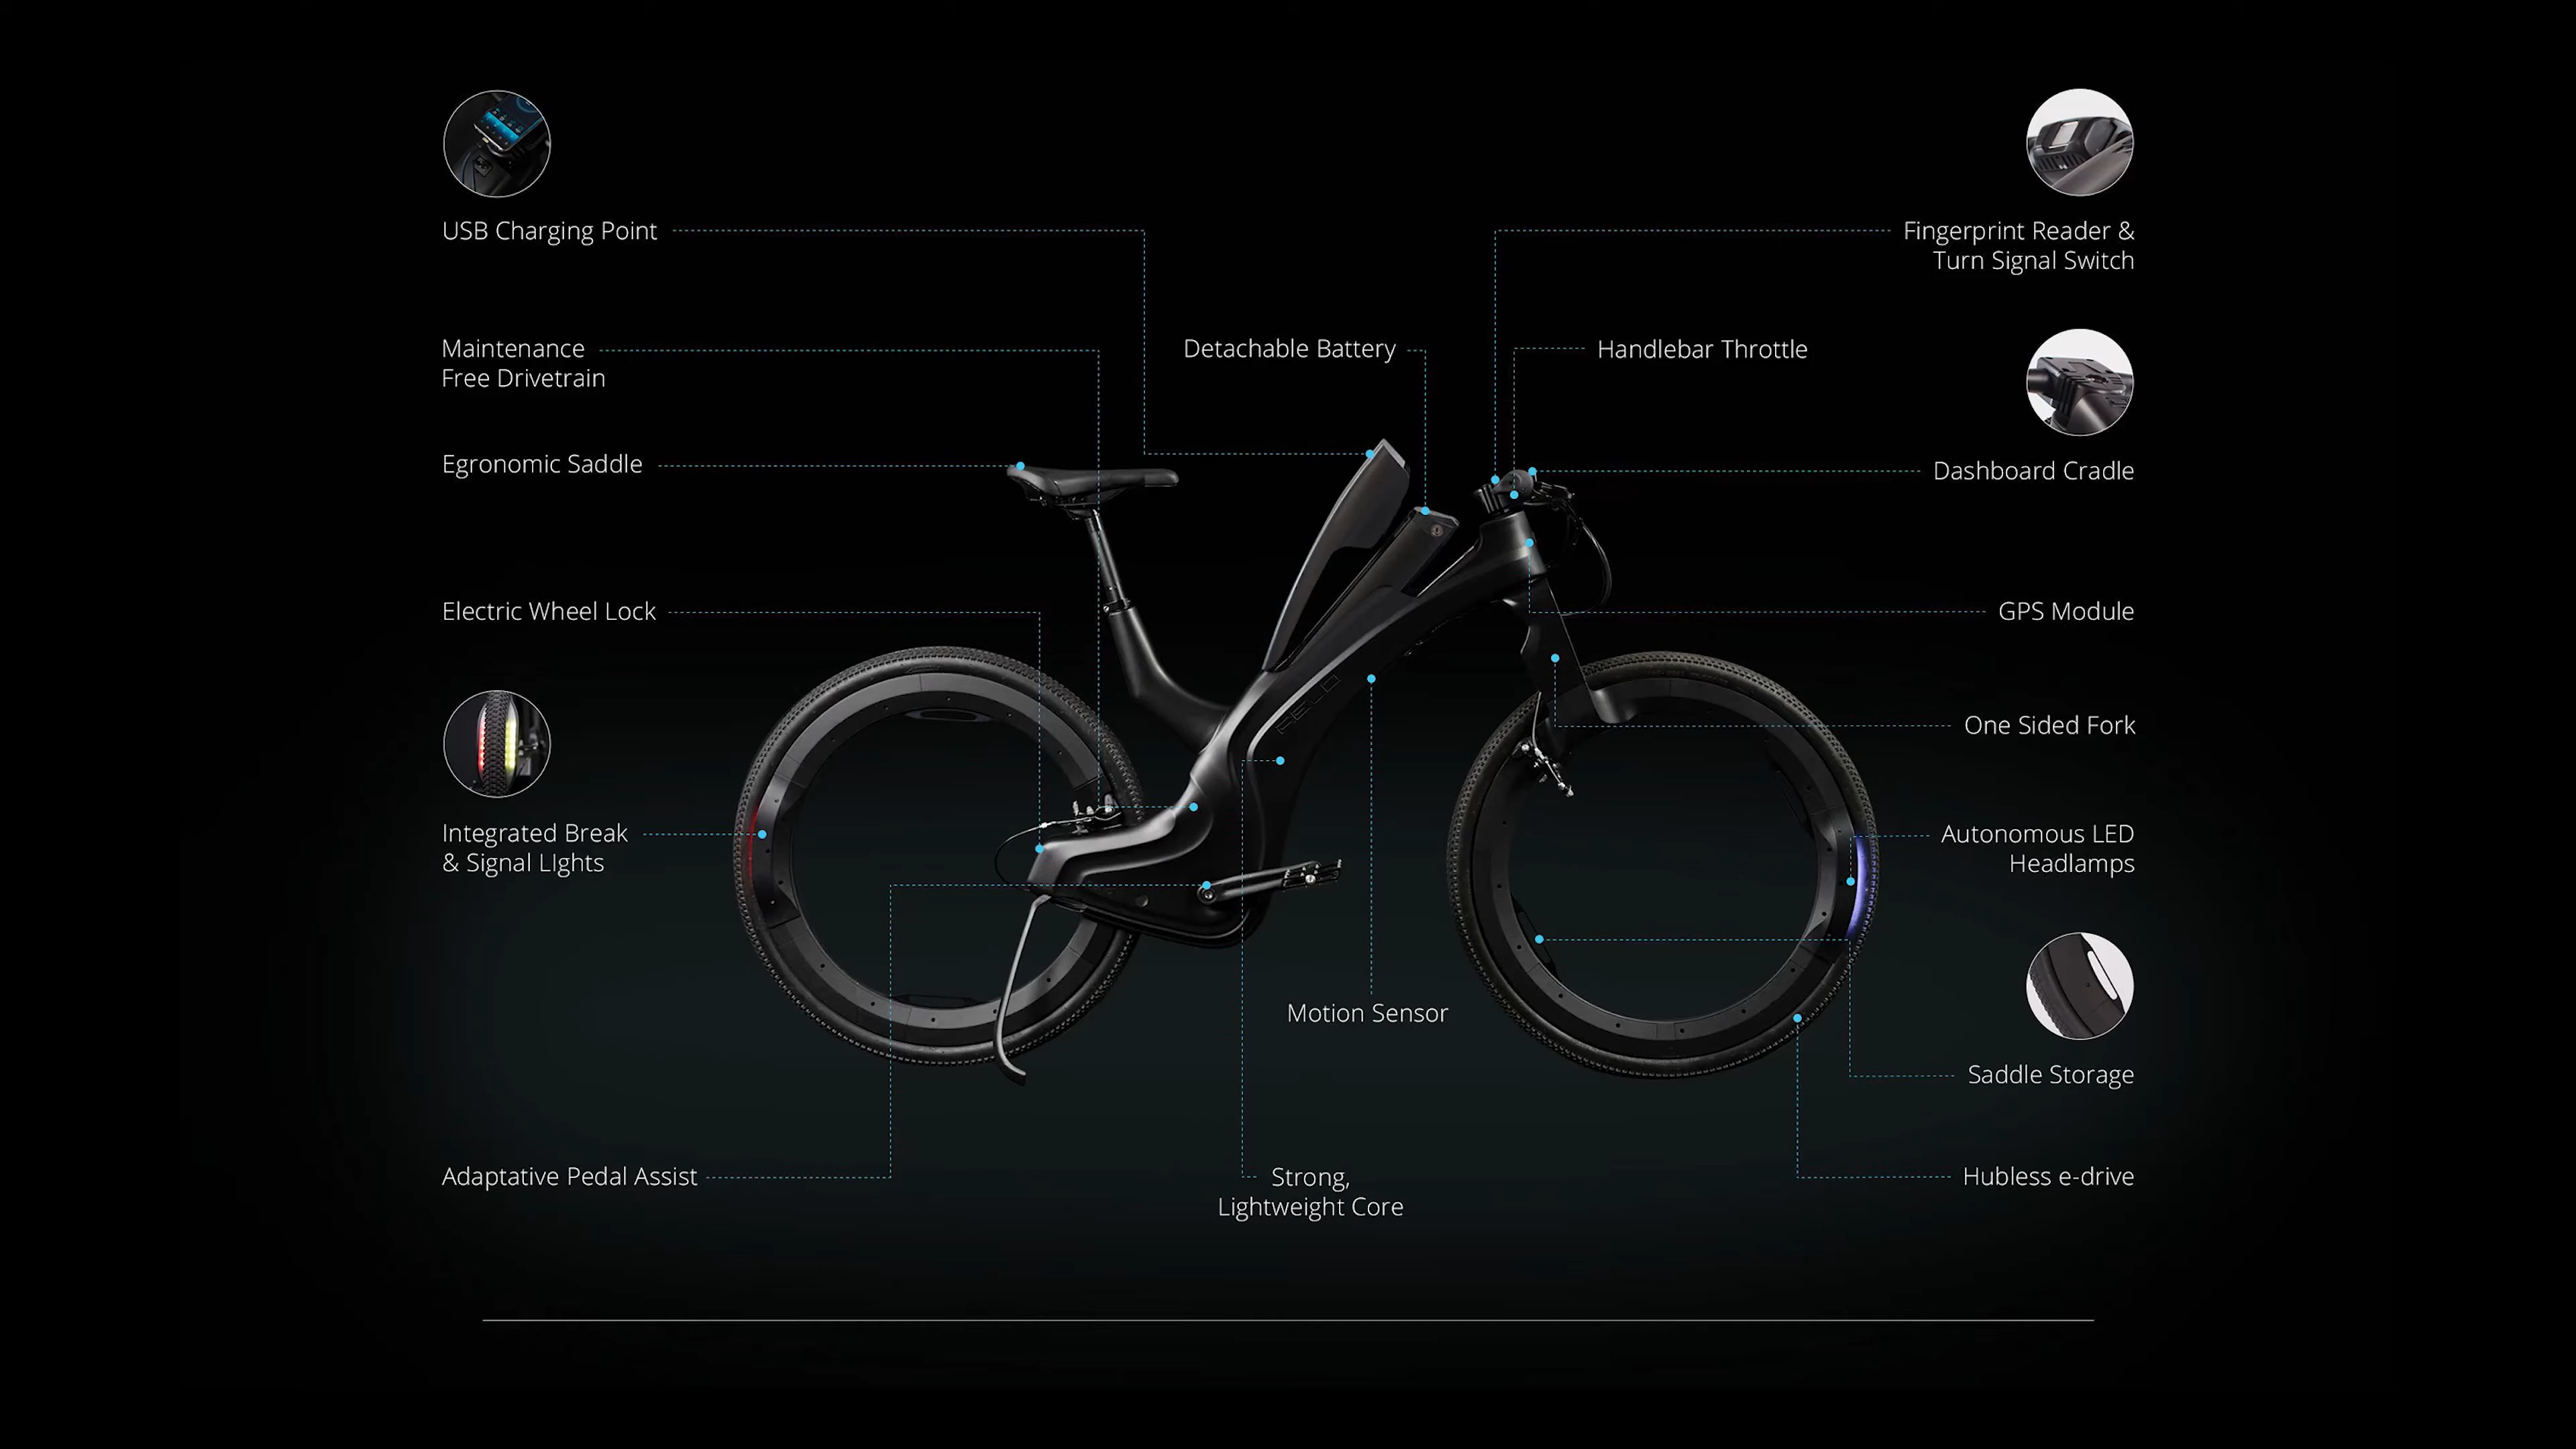 USB Charging Point
Fingerprint Reader &
Turn Signal Switch
Maintenance
Free Drivetrain
Detachable Battery
Handlebar Throttle
Egronomic Saddle
Dashboard Cradle
Electric Wheel Lock
GPS Module
REVO
One Sided Fork
Integrated Break
& Signal LIghts
Autonomous LED
Headlamps
Motion Sensor
Saddle Storage
Adaptative Pedal Assist
Strong,
Lightweight Core
Hubless e-drive